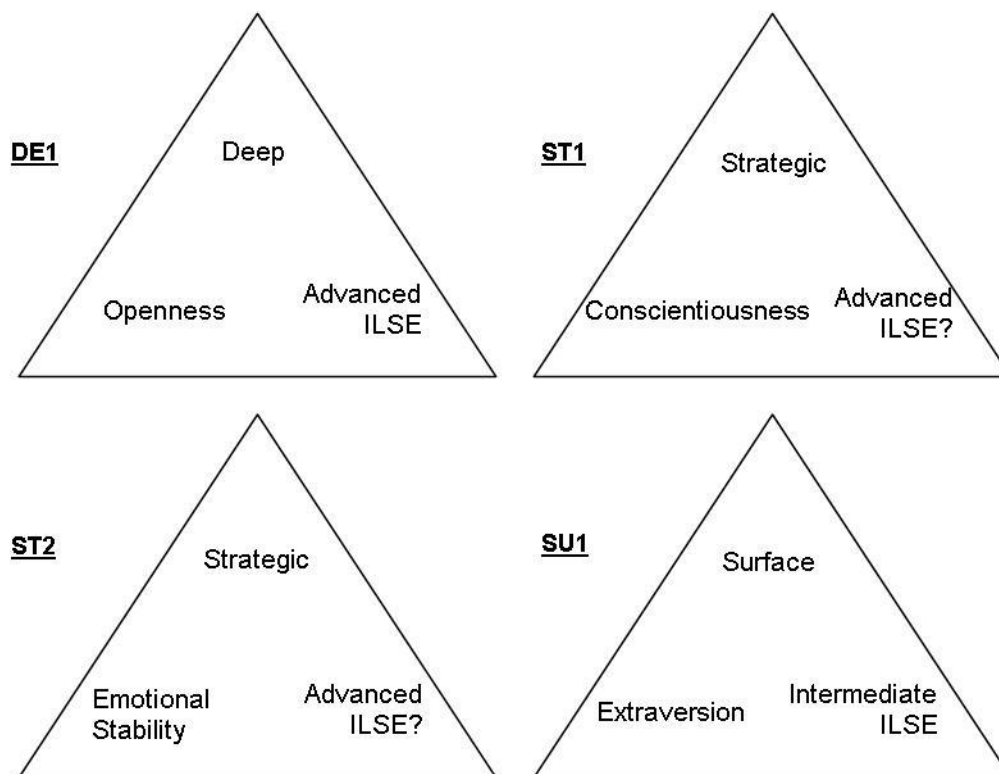 DE1
Deep
Openness
Advanced
ILSE
ST1
Strategic
Conscientiousness
Advanced
ILSE?
ST2
Strategic
Emotional
Stability
Advanced
ILSE?
SU1
Surface
Extraversion
Intermediate
ILSE